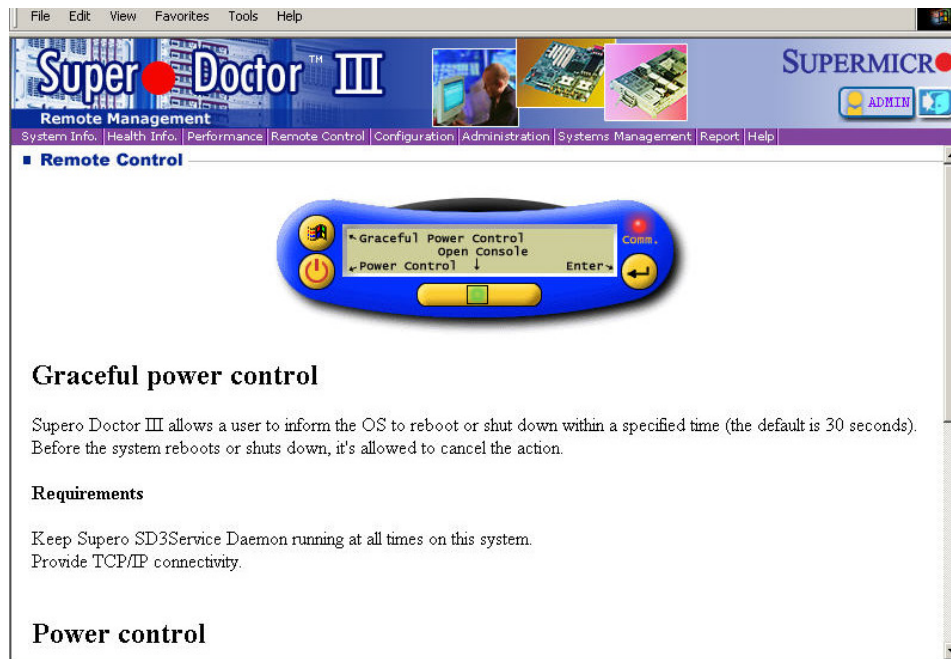 File Edit View Favorites Tools Help
Super Doctor™ III
SUPERMICR
Remote Management
ADMIN
System Info. Health Info. Performance Remote Control Configuration Administration Systems Management Report Help
Remote Control
Graceful Power Control
Open Console
Power Control ↓ Enter
Comm.
Graceful power control
Supero Doctor III allows a user to inform the OS to reboot or shut down within a specified time (the default is 30 seconds).
Before the system reboots or shuts down, it's allowed to cancel the action.
Requirements
Keep Supero SD3Service Daemon running at all times on this system.
Provide TCP/IP connectivity.
Power control